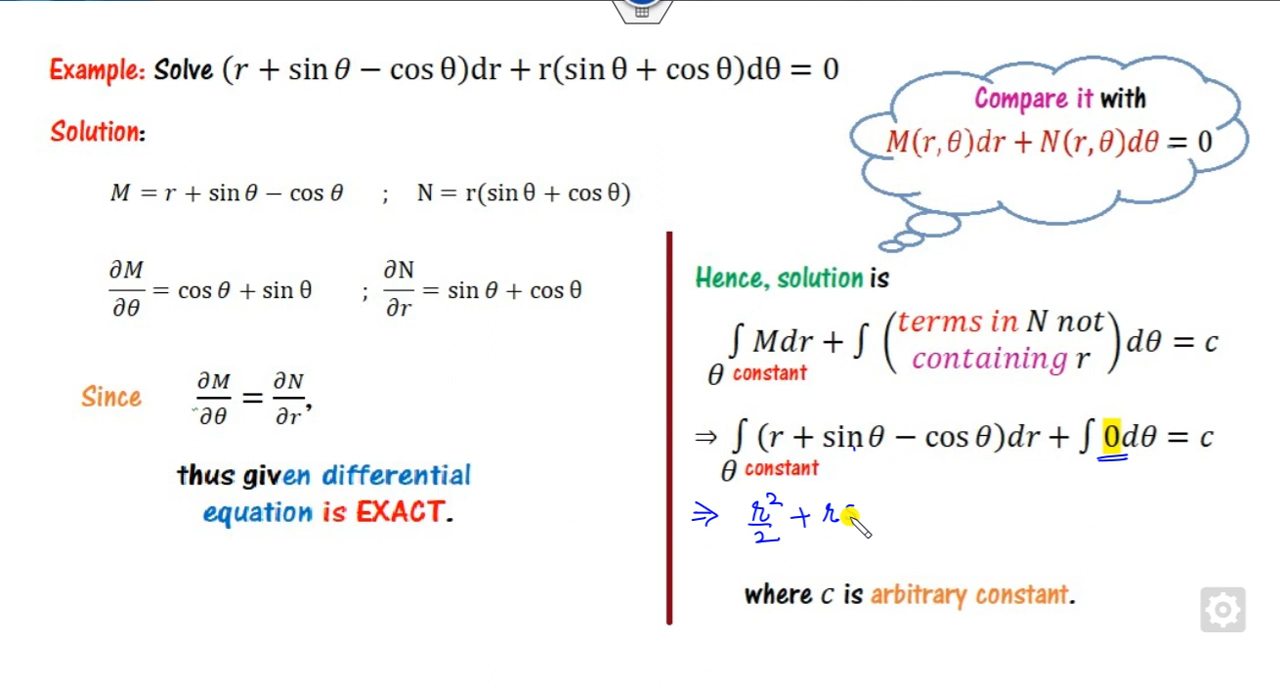 Example: Solve (r + sin θ − cos θ)dr + r(sin θ + cos θ)dθ = 0
Solution:
M = r + sin θ − cos θ ; N = r(sin θ + cos θ)
∂M/∂θ = cos θ + sin θ ; ∂N/∂r = sin θ + cos θ
Since ∂M/∂θ = ∂N/∂r,
thus given differential
equation is EXACT.
Compare it with
M(r, θ)dr + N(r, θ)dθ = 0
Hence, solution is
∫ Mdr + ∫ (terms in N not containing r) dθ = c
θ constant
⇒ ∫ (r + sin θ − cos θ)dr + ∫ 0dθ = c
θ constant
⇒ r²/2 + r
where c is arbitrary constant.